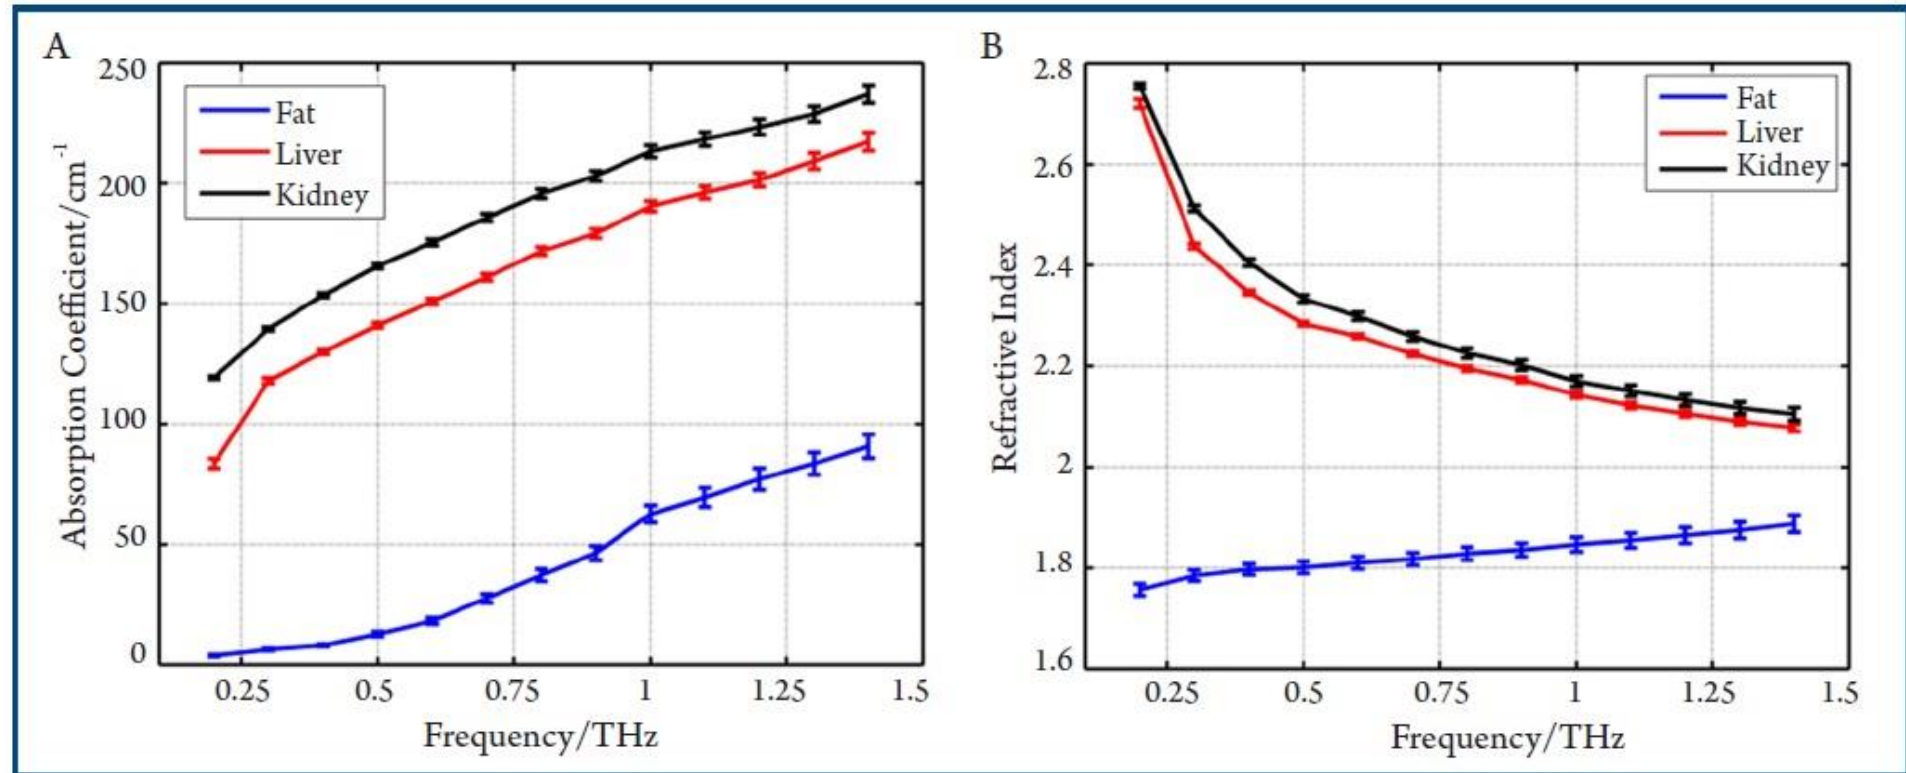 A
250
200
150
100
50
0
Absorption Coefficient/cm⁻¹
Fat
Liver
Kidney
0.25 0.5 0.75 1 1.25 1.5
Frequency/THz
B
2.8
2.6
2.4
2.2
2
1.8
1.6
Refractive Index
Fat
Liver
Kidney
0.25 0.5 0.75 1 1.25 1.5
Frequency/THz